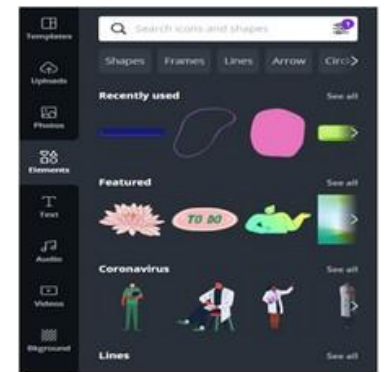 Templates
Uploads
Photos
Elements
Text
Audio
Videos
Bkground
Search icons and shapes
Shapes Frames Lines Arrow Circl
Recently used See all
Featured See all
TO DO
Coronavirus See all
Lines See all